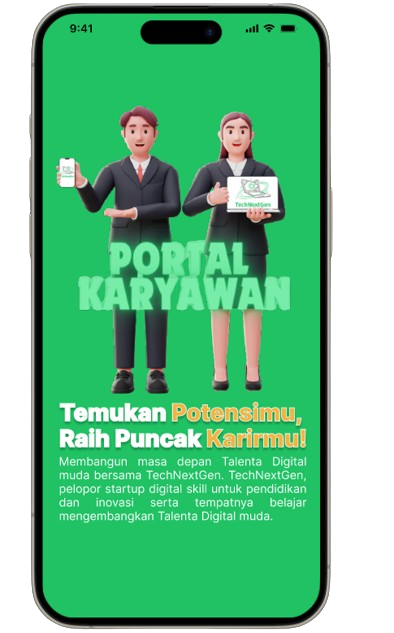 9:41
TechNextGen
PORTAL
KARYAWAN
Temukan Potensimu,
Raih Puncak Karirmu!
Membangun masa depan Talenta Digital
muda bersama TechNextGen. TechNextGen,
pelopor startup digital skill untuk pendidikan
dan inovasi serta tempatnya belajar
mengembangkan Talenta Digital muda.